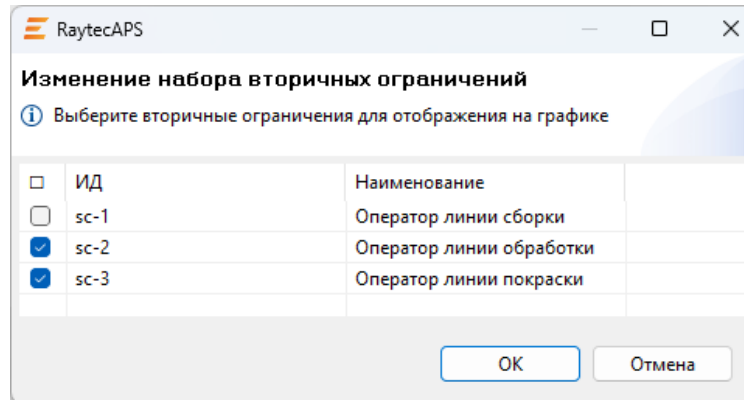 RaytecAPS
Изменение набора вторичных ограничений
Выберите вторичные ограничения для отображения на графике
ИД Наименование
sc-1 Оператор линии сборки
sc-2 Оператор линии обработки
sc-3 Оператор линии покраски
OK Отмена